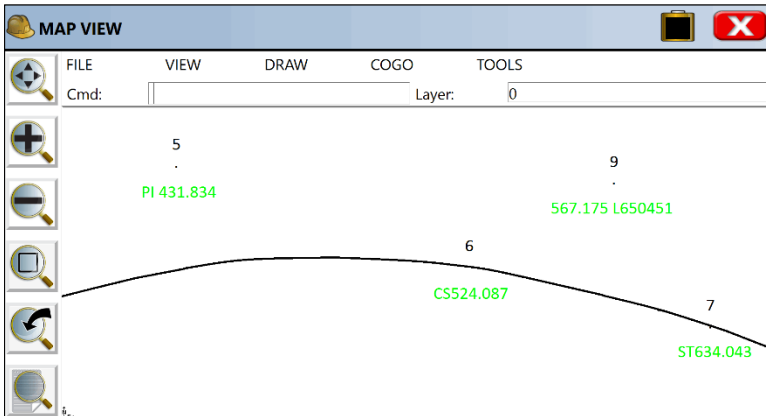 MAP VIEW
FILE VIEW DRAW COGO TOOLS
Cmd: Layer: 0
5
PI 431.834
9
567.175 L650451
6
CS524.087
7
ST634.043